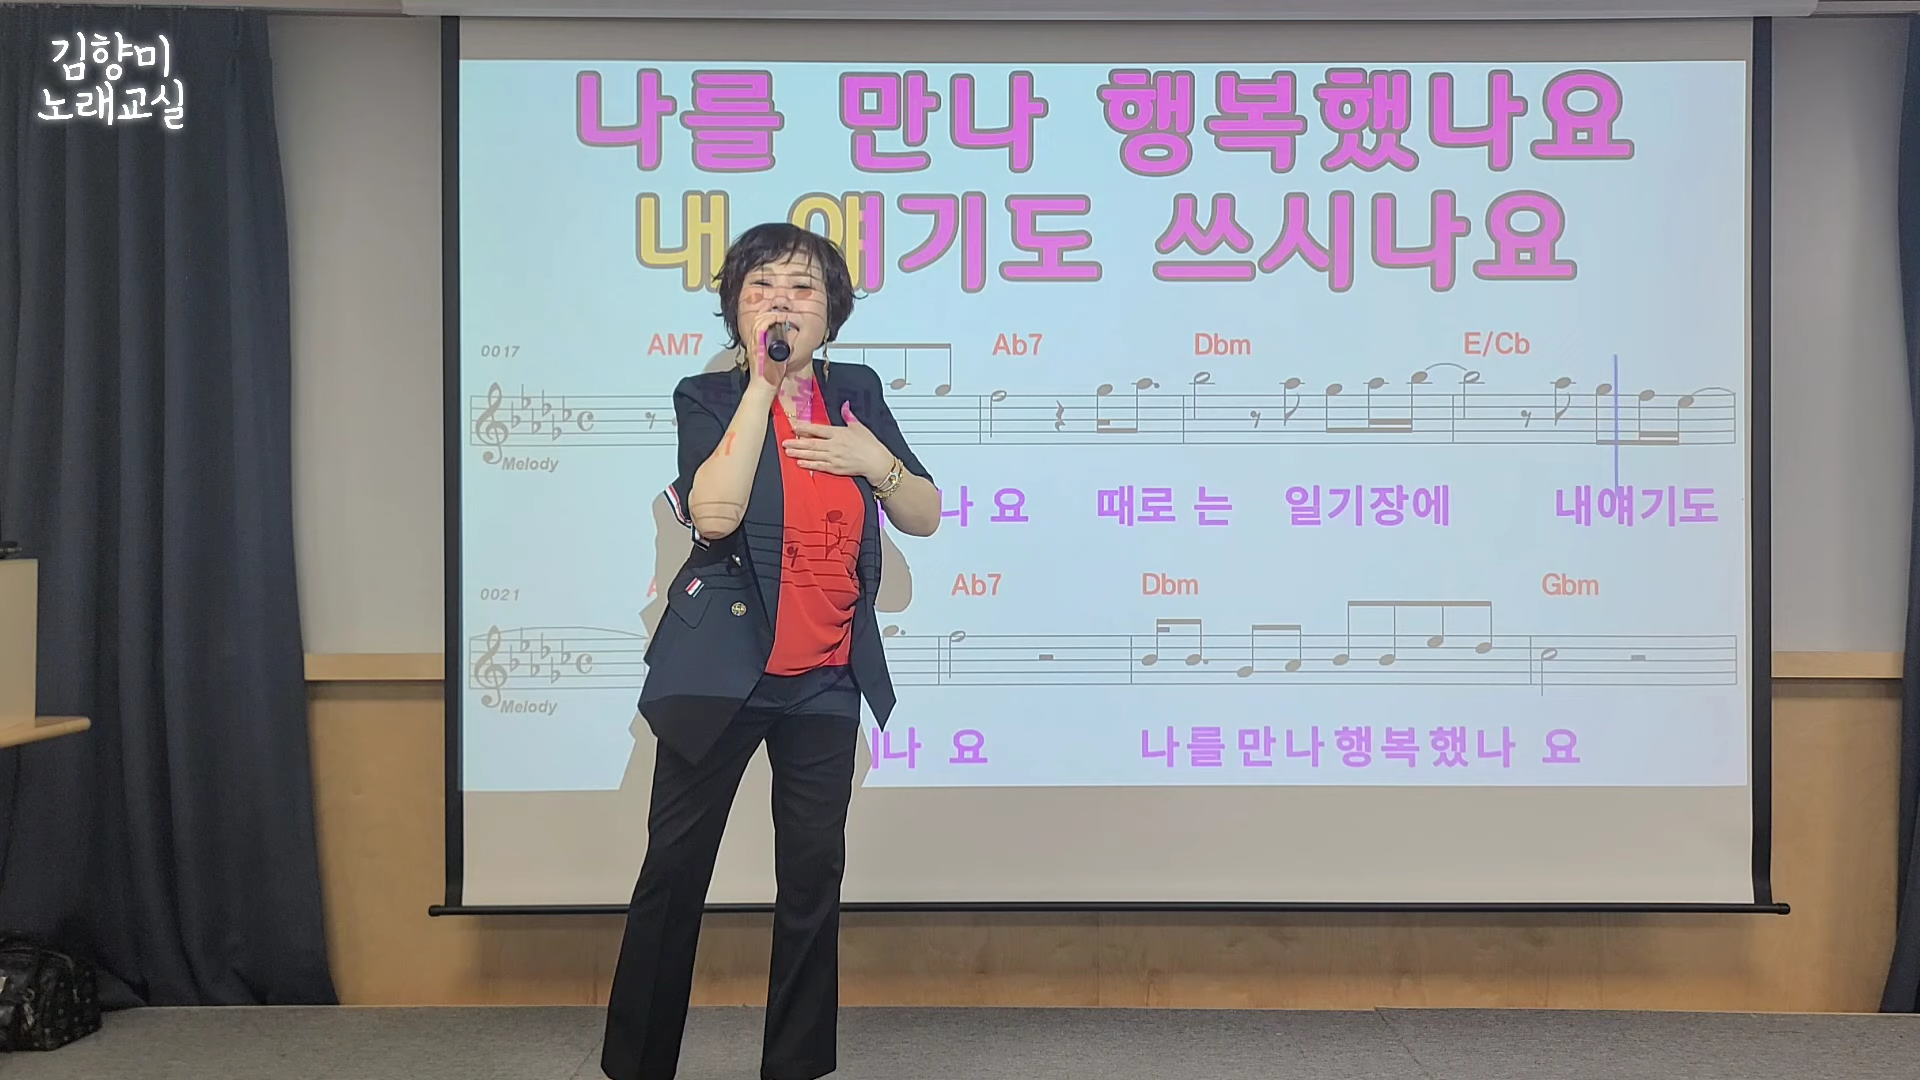 김향미
노래교실
나를 만나 행복했나요
내 얘기도 쓰시나요
0017 AM7 Ab7 Dbm E/Cb
Melody
나 요 때로 는 일기장에 내얘기도
0021 Ab7 Dbm Gbm
Melody
나 요 나를만나행복했나 요